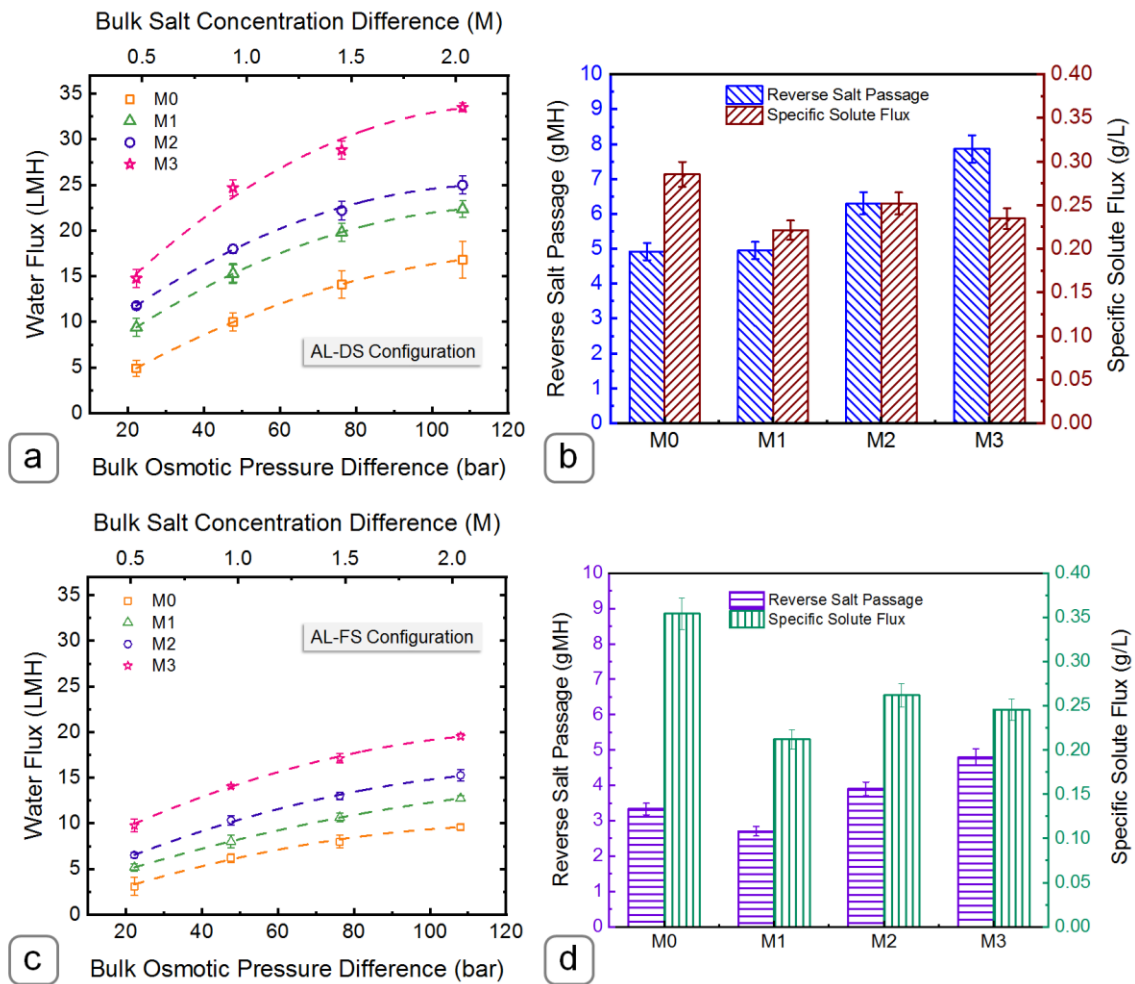 Bulk Salt Concentration Difference (M)
0.5 1.0 1.5 2.0
35
30
25
20
15
10
5
0
Water Flux (LMH)
M0
M1
M2
M3
AL-DS Configuration
20 40 60 80 100 120
Bulk Osmotic Pressure Difference (bar)
a
10
9
8
7
6
5
4
3
2
1
0
Reverse Salt Passage (gMH)
Reverse Salt Passage
Specific Solute Flux
0.40
0.35
0.30
0.25
0.20
0.15
0.10
0.05
0.00
Specific Solute Flux (g/L)
M0 M1 M2 M3
b
Bulk Salt Concentration Difference (M)
0.5 1.0 1.5 2.0
35
30
25
20
15
10
5
0
Water Flux (LMH)
M0
M1
M2
M3
AL-FS Configuration
20 40 60 80 100 120
Bulk Osmotic Pressure Difference (bar)
c
10
9
8
7
6
5
4
3
2
1
0
Reverse Salt Passage (gMH)
Reverse Salt Passage
Specific Solute Flux
0.40
0.35
0.30
0.25
0.20
0.15
0.10
0.05
0.00
Specific Solute Flux (g/L)
M0 M1 M2 M3
d